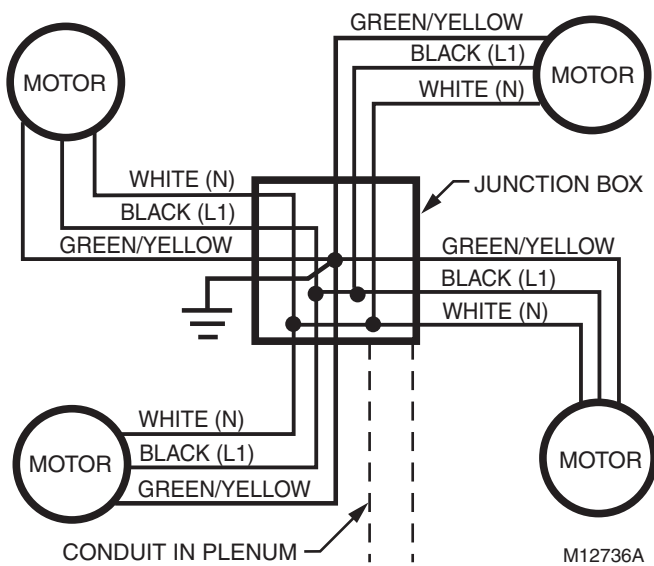 GREEN/YELLOW
BLACK (L1)
WHITE (N)
MOTOR
MOTOR
WHITE (N)
BLACK (L1)
GREEN/YELLOW
JUNCTION BOX
GREEN/YELLOW
BLACK (L1)
WHITE (N)
WHITE (N)
BLACK (L1)
GREEN/YELLOW
MOTOR
MOTOR
CONDUIT IN PLENUM
M12736A